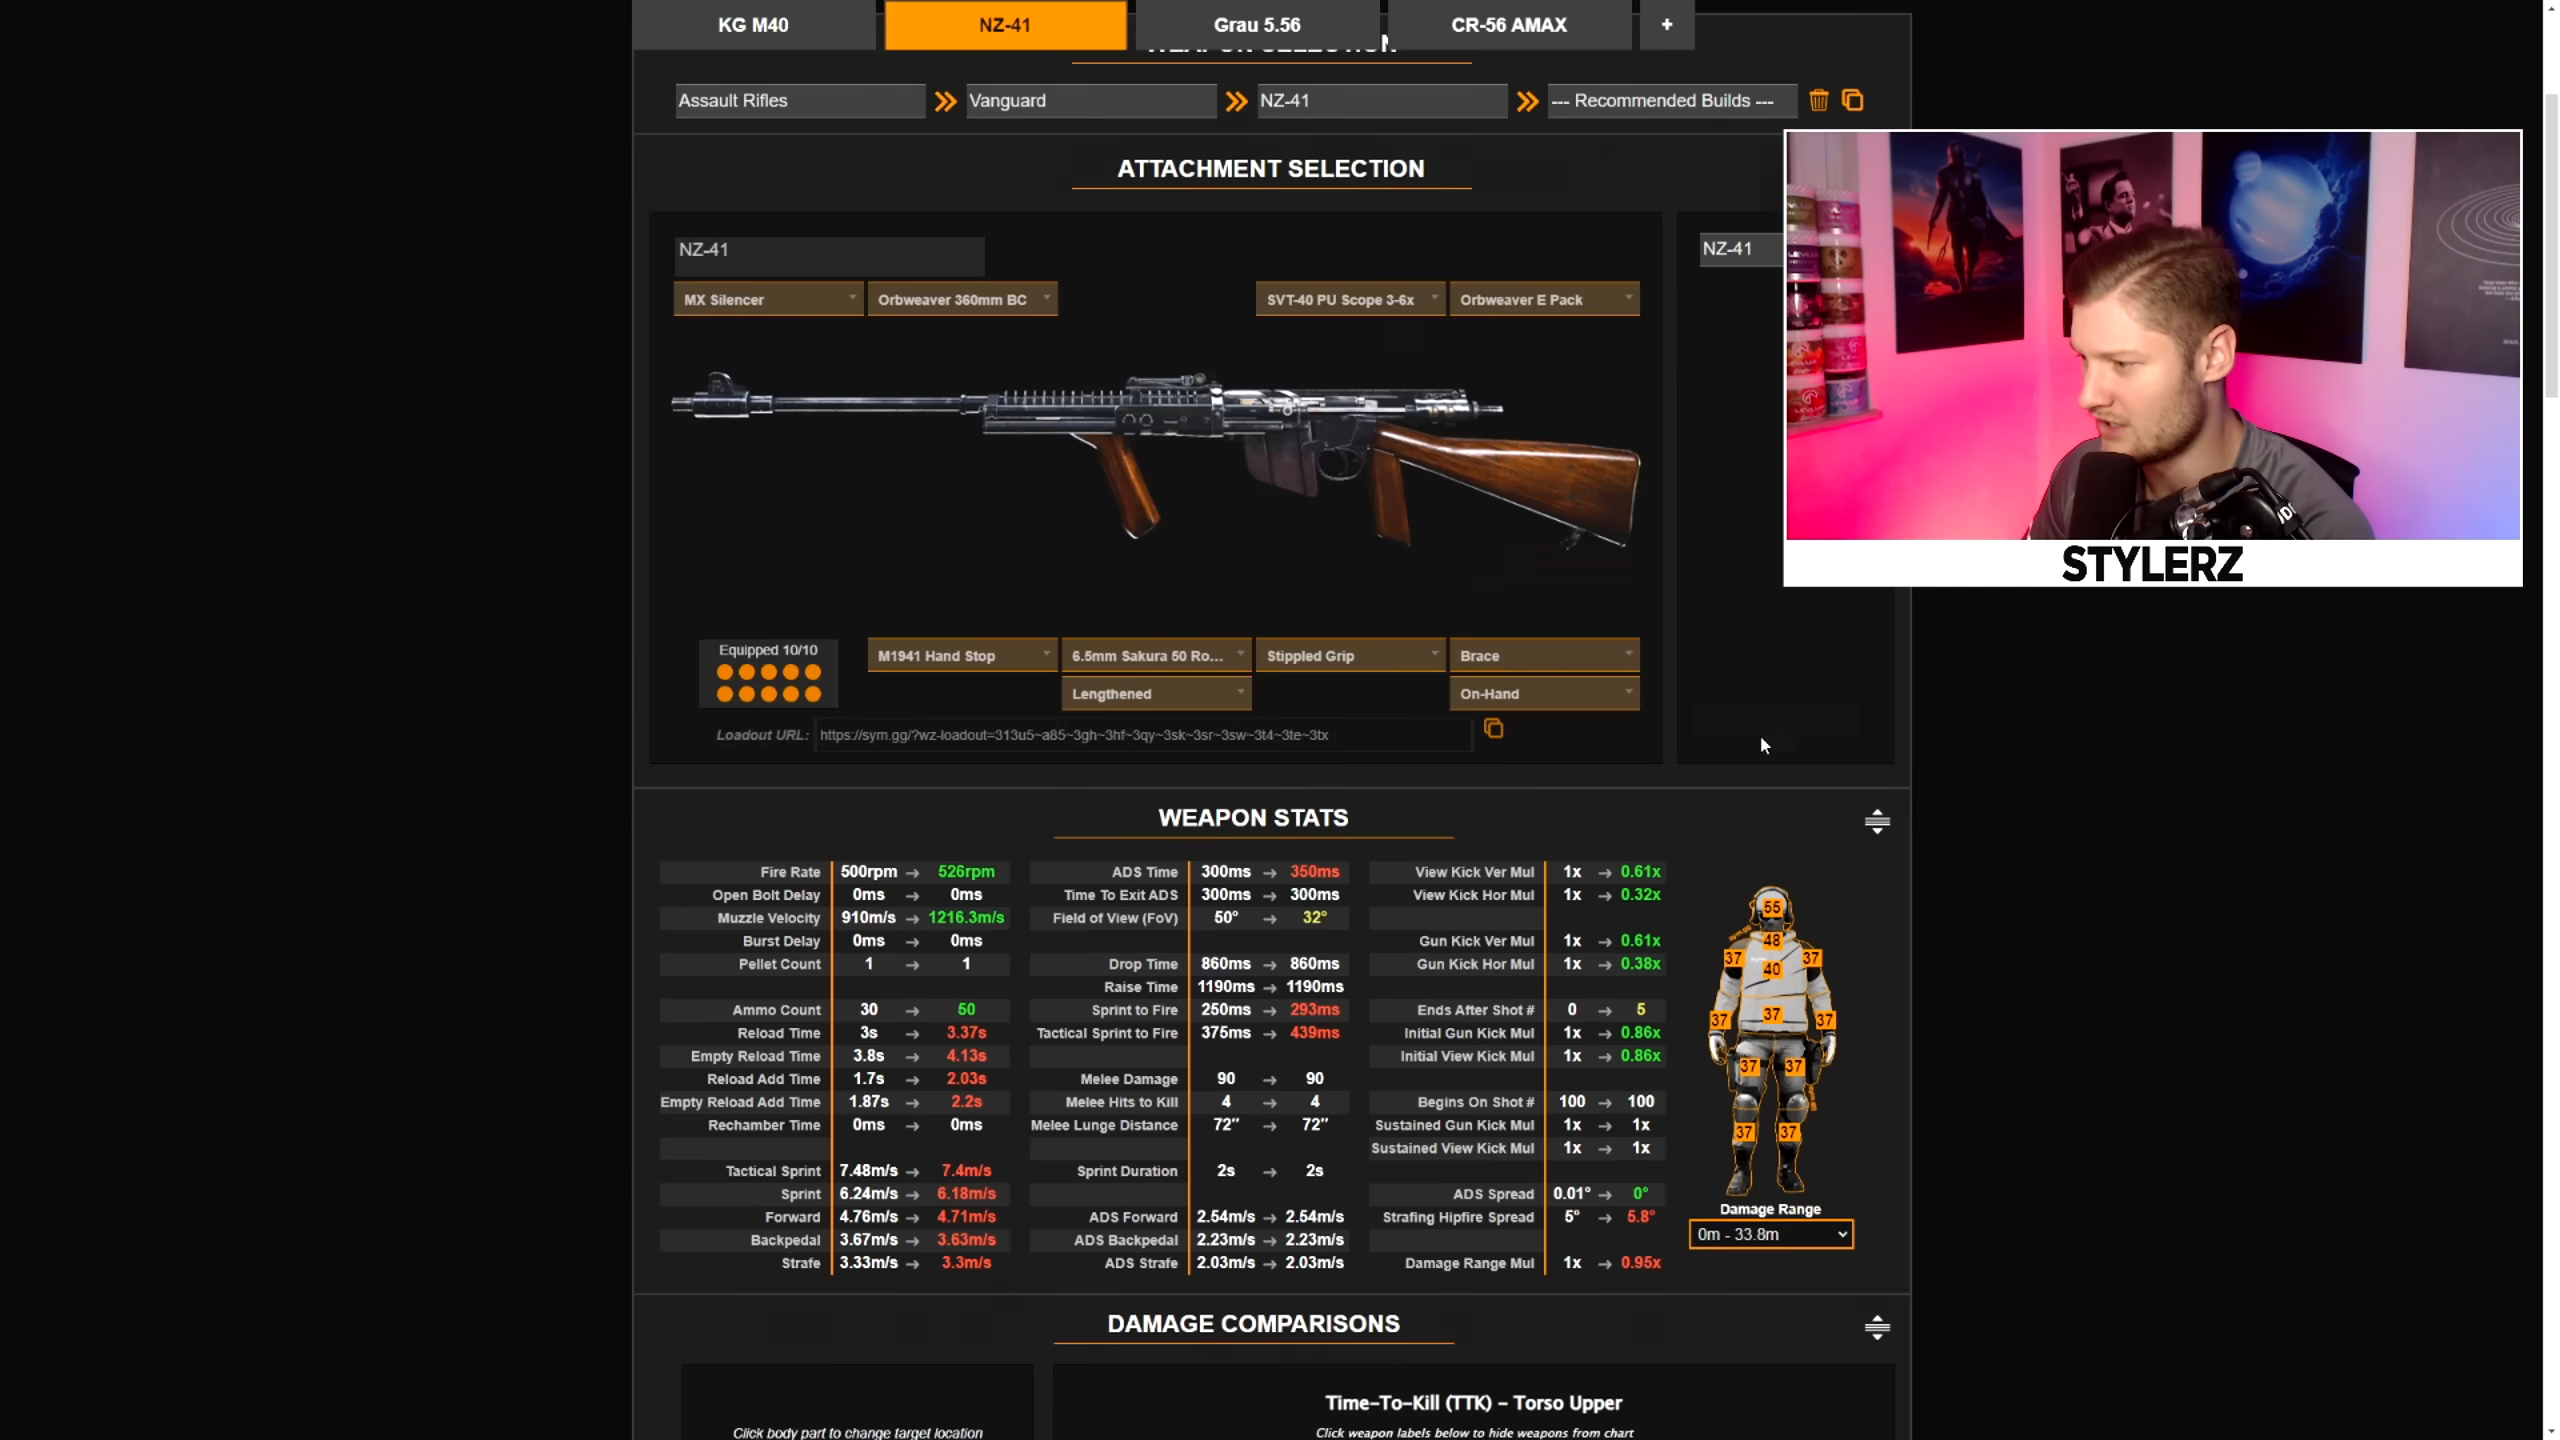 KG M40
NZ-41
Grau 5.56
CR-56 AMAX
+
WEAPON SELECTION
Assault Rifles
Vanguard
NZ-41
--- Recommended Builds ---
ATTACHMENT SELECTION
NZ-41
NZ-41
MX Silencer
Orbweaver 360mm BC
SVT-40 PU Scope 3-6x
Orbweaver E Pack
Equipped 10/10
M1941 Hand Stop
6.5mm Sakura 50 Ro...
Stippled Grip
Brace
Lengthened
On-Hand
Loadout URL: https://sym.gg/?wz-loadout=313u5~a85~3gh~3hf~3qy~3sk~3sr~3sw~3t4~3te~3tx
STYLERZ
WEAPON STATS
Fire Rate 500rpm → 526rpm
Open Bolt Delay 0ms → 0ms
Muzzle Velocity 910m/s → 1216.3m/s
Burst Delay 0ms → 0ms
Pellet Count 1 → 1
Ammo Count 30 → 50
Reload Time 3s → 3.37s
Empty Reload Time 3.8s → 4.13s
Reload Add Time 1.7s → 2.03s
Empty Reload Add Time 1.87s → 2.2s
Rechamber Time 0ms → 0ms
Tactical Sprint 7.48m/s → 7.4m/s
Sprint 6.24m/s → 6.18m/s
Forward 4.76m/s → 4.71m/s
Backpedal 3.67m/s → 3.63m/s
Strafe 3.33m/s → 3.3m/s
ADS Time 300ms → 350ms
Time To Exit ADS 300ms → 300ms
Field of View (FoV) 50° → 32°
Drop Time 860ms → 860ms
Raise Time 1190ms → 1190ms
Sprint to Fire 250ms → 293ms
Tactical Sprint to Fire 375ms → 439ms
Melee Damage 90 → 90
Melee Hits to Kill 4 → 4
Melee Lunge Distance 72" → 72"
Sprint Duration 2s → 2s
ADS Forward 2.54m/s → 2.54m/s
ADS Backpedal 2.23m/s → 2.23m/s
ADS Strafe 2.03m/s → 2.03m/s
View Kick Ver Mul 1x → 0.61x
View Kick Hor Mul 1x → 0.32x
Gun Kick Ver Mul 1x → 0.61x
Gun Kick Hor Mul 1x → 0.38x
Ends After Shot # 0 → 5
Initial Gun Kick Mul 1x → 0.86x
Initial View Kick Mul 1x → 0.86x
Begins On Shot # 100 → 100
Sustained Gun Kick Mul 1x → 1x
Sustained View Kick Mul 1x → 1x
ADS Spread 0.01° → 0°
Strafing Hipfire Spread 5° → 5.8°
Damage Range Mul 1x → 0.95x
55
48
37 40 37
37 37 37
37 37
37 37
Damage Range
0m - 33.8m
DAMAGE COMPARISONS
Click body part to change target location
Time-To-Kill (TTK) - Torso Upper
Click weapon labels below to hide weapons from chart